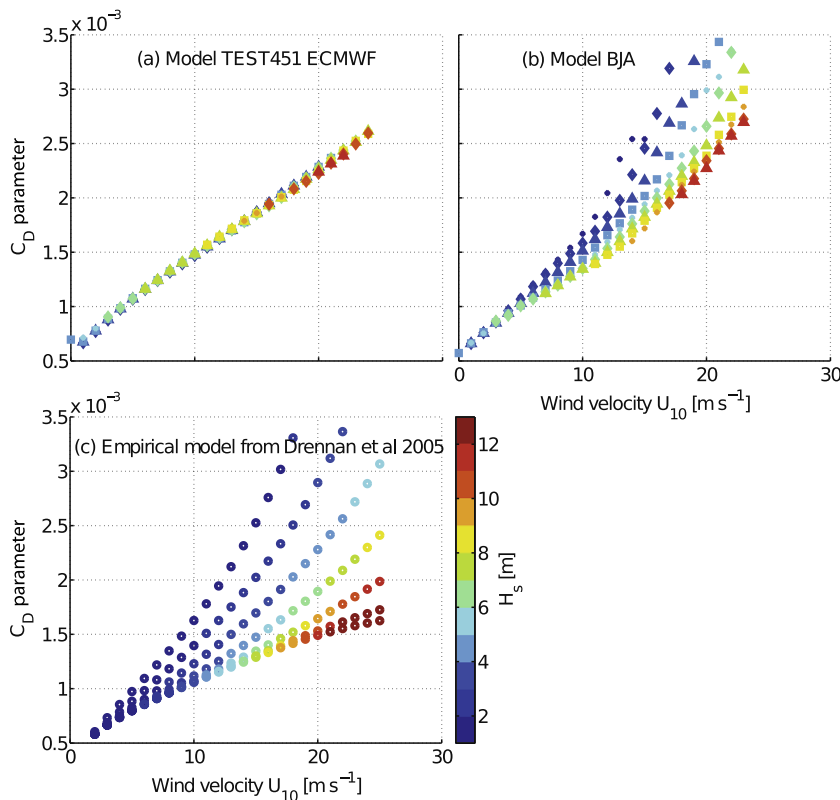 x 10⁻³
(a) Model TEST451 ECMWF
(b) Model BJA
3.5
3
2.5
2
1.5
1
0.5
C_D parameter
0 10 20 30
Wind velocity U₁₀ [m s⁻¹]
x 10⁻³
(c) Empirical model from Drennan et al 2005
3.5
3
2.5
2
1.5
1
0.5
C_D parameter
0 10 20 30
Wind velocity U₁₀ [m s⁻¹]
12
10
8
6
4
2
H_s [m]